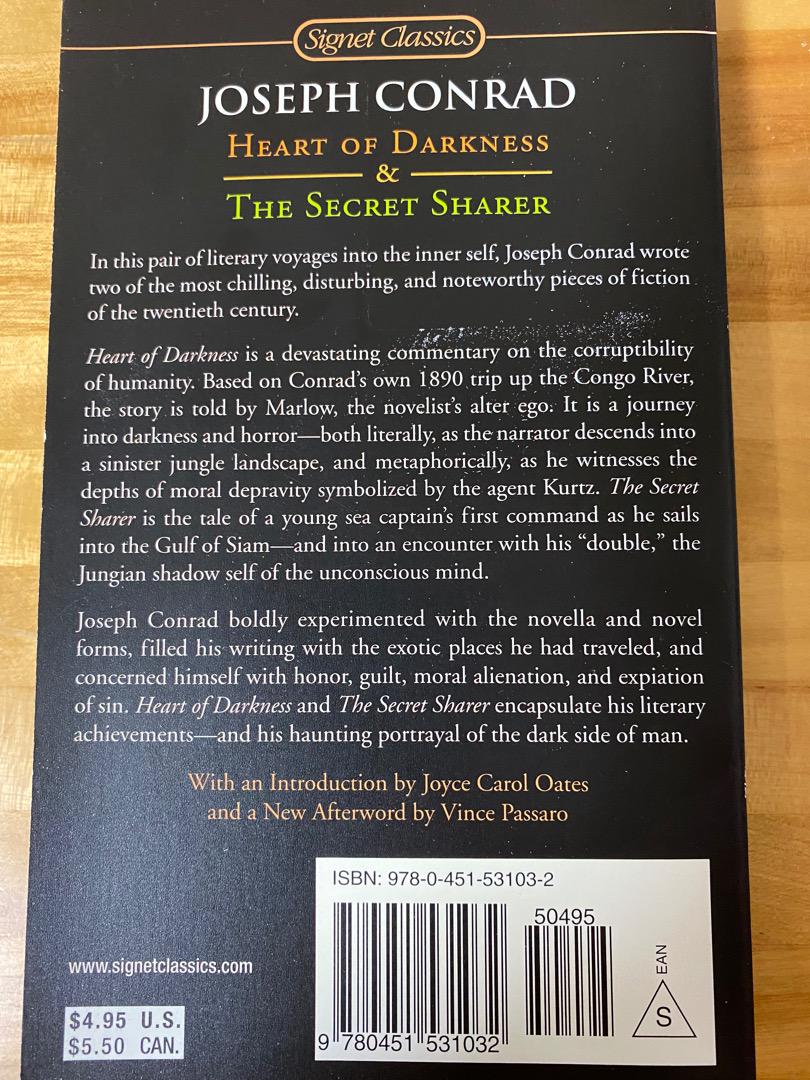 Signet Classics
JOSEPH CONRAD
HEART OF DARKNESS
&
THE SECRET SHARER
In this pair of literary voyages into the inner self, Joseph Conrad wrote
two of the most chilling, disturbing, and noteworthy pieces of fiction
of the twentieth century.
Heart of Darkness is a devastating commentary on the corruptibility
of humanity. Based on Conrad's own 1890 trip up the Congo River,
the story is told by Marlow, the novelist's alter ego. It is a journey
into darkness and horror—both literally, as the narrator descends into
a sinister jungle landscape, and metaphorically, as he witnesses the
depths of moral depravity symbolized by the agent Kurtz. The Secret
Sharer is the tale of a young sea captain's first command as he sails
into the Gulf of Siam—and into an encounter with his “double,” the
Jungian shadow self of the unconscious mind.
Joseph Conrad boldly experimented with the novella and novel
forms, filled his writing with the exotic places he had traveled, and
concerned himself with honor, guilt, moral alienation, and expiation
of sin. Heart of Darkness and The Secret Sharer encapsulate his literary
achievements—and his haunting portrayal of the dark side of man.
With an Introduction by Joyce Carol Oates
and a New Afterword by Vince Passaro
ISBN: 978-0-451-53103-2
50495
EAN
S
www.signetclassics.com
$4.95 U.S.
$5.50 CAN.
9 780451 531032